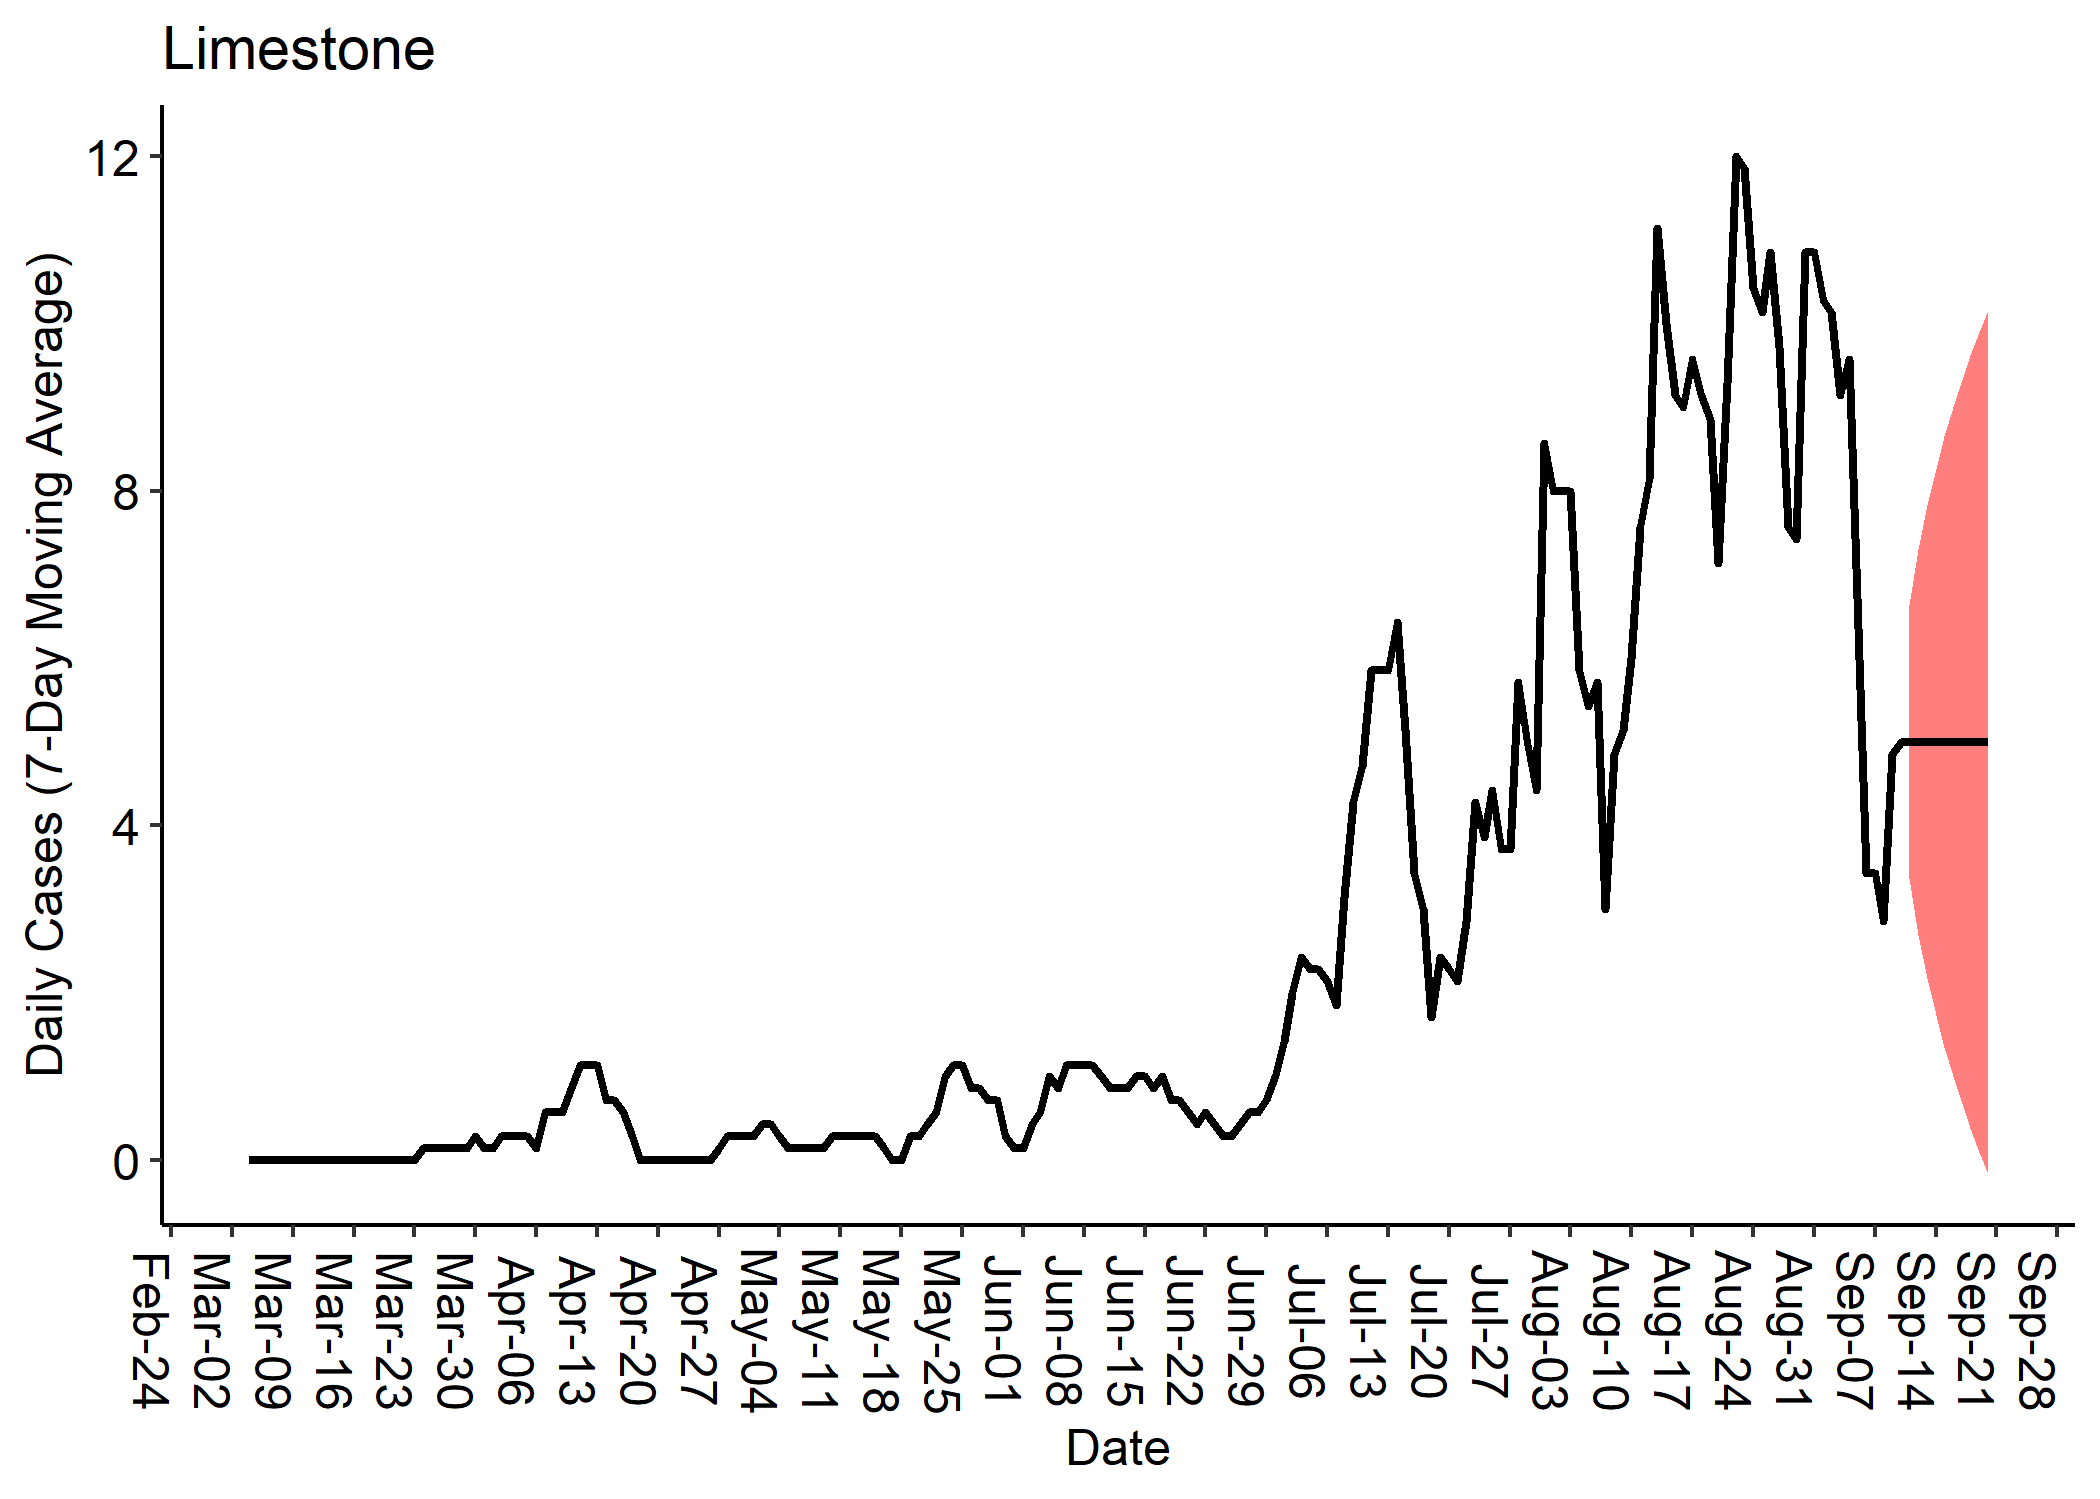 Limestone
Daily Cases (7-Day Moving Average)
12
8
4
0
Feb-24
Mar-02
Mar-09
Mar-16
Mar-23
Mar-30
Apr-06
Apr-13
Apr-20
Apr-27
May-04
May-11
May-18
May-25
Jun-01
Jun-08
Jun-15
Jun-22
Jun-29
Jul-06
Jul-13
Jul-20
Jul-27
Aug-03
Aug-10
Aug-17
Aug-24
Aug-31
Sep-07
Sep-14
Sep-21
Sep-28
Date